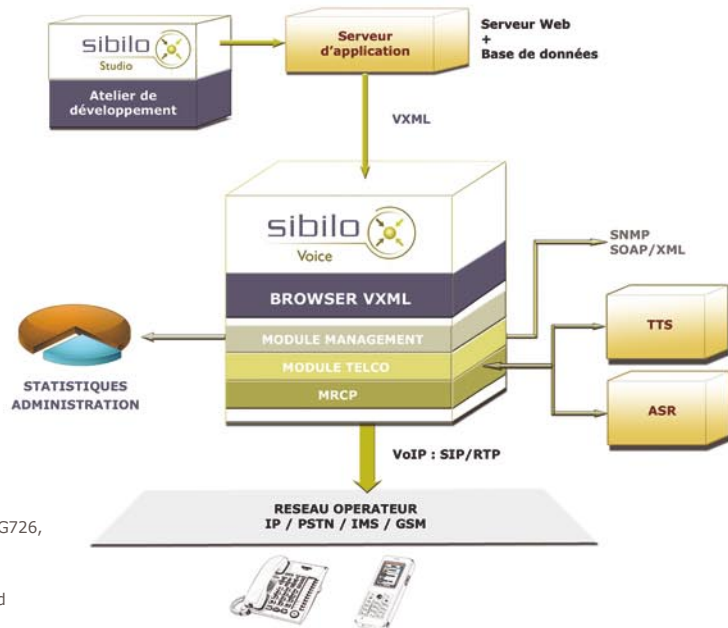 sibilo
Studio
Atelier de
développement
Serveur
d'application
Serveur Web
+
Base de données
VXML
sibilo
Voice
BROWSER VXML
MODULE MANAGEMENT
MODULE TELCO
MRCP
SNMP
SOAP/XML
TTS
ASR
STATISTIQUES
ADMINISTRATION
VoIP : SIP/RTP
RESEAU OPERATEUR
IP / PSTN / IMS / GSM
G726,
d